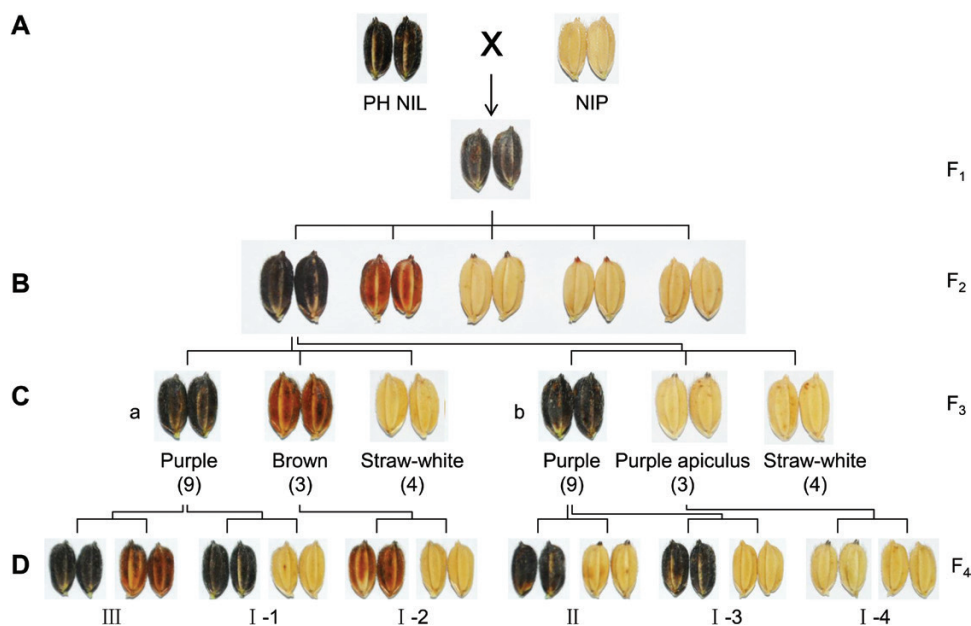 A
X
PH NIL
NIP
F₁
B
F₂
C
a
b
F₃
Purple
(9)
Brown
(3)
Straw-white
(4)
Purple
(9)
Purple apiculus
(3)
Straw-white
(4)
D
F₄
III
I -1
I -2
II
I -3
I -4